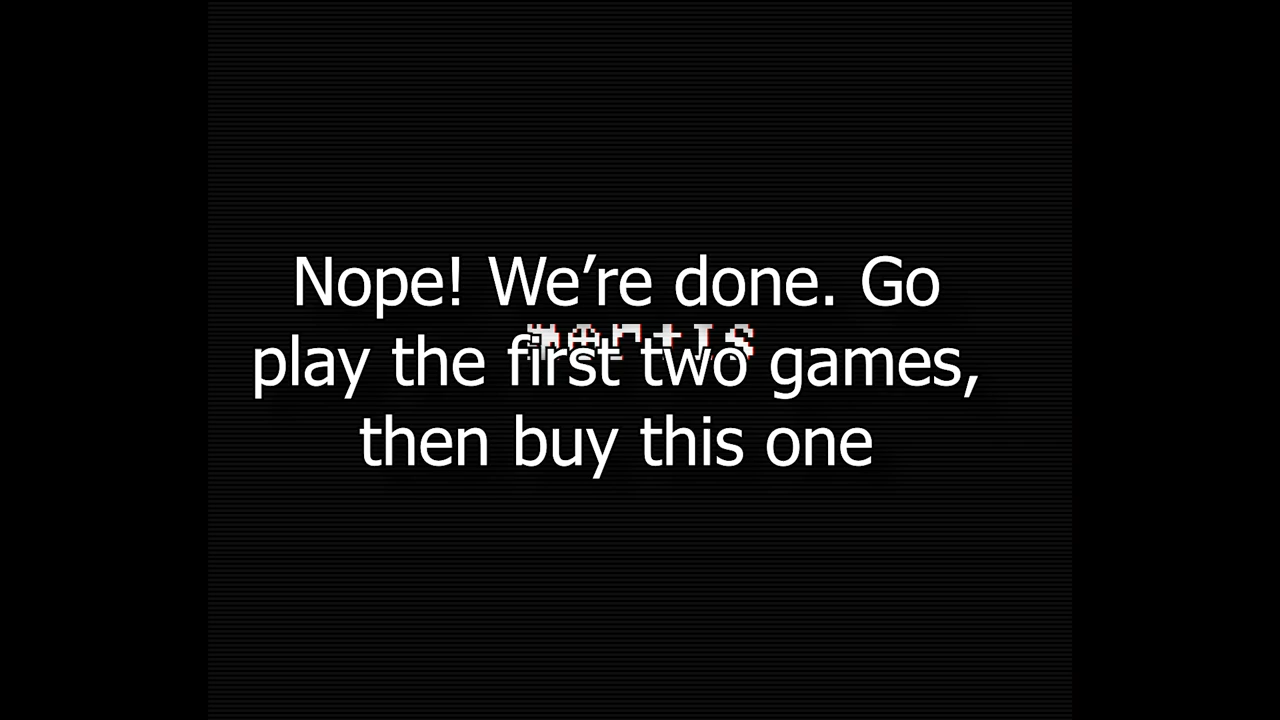 Nope! We’re done. Go
play the first two games,
then buy this one